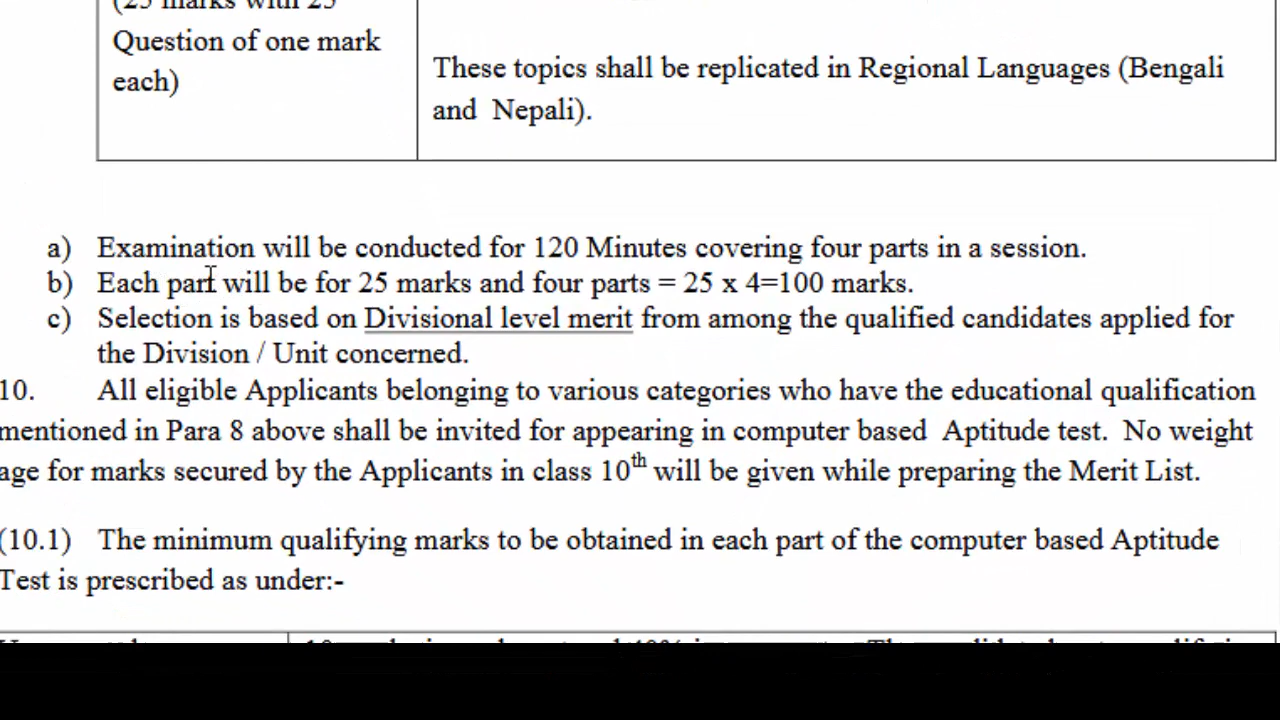 (25 marks with 25
Question of one mark
each)
These topics shall be replicated in Regional Languages (Bengali
and Nepali).
a) Examination will be conducted for 120 Minutes covering four parts in a session.
b) Each part will be for 25 marks and four parts = 25 x 4=100 marks.
c) Selection is based on Divisional level merit from among the qualified candidates applied for
the Division / Unit concerned.
10. All eligible Applicants belonging to various categories who have the educational qualification
mentioned in Para 8 above shall be invited for appearing in computer based Aptitude test. No weight
age for marks secured by the Applicants in class 10th will be given while preparing the Merit List.
(10.1) The minimum qualifying marks to be obtained in each part of the computer based Aptitude
Test is prescribed as under:-